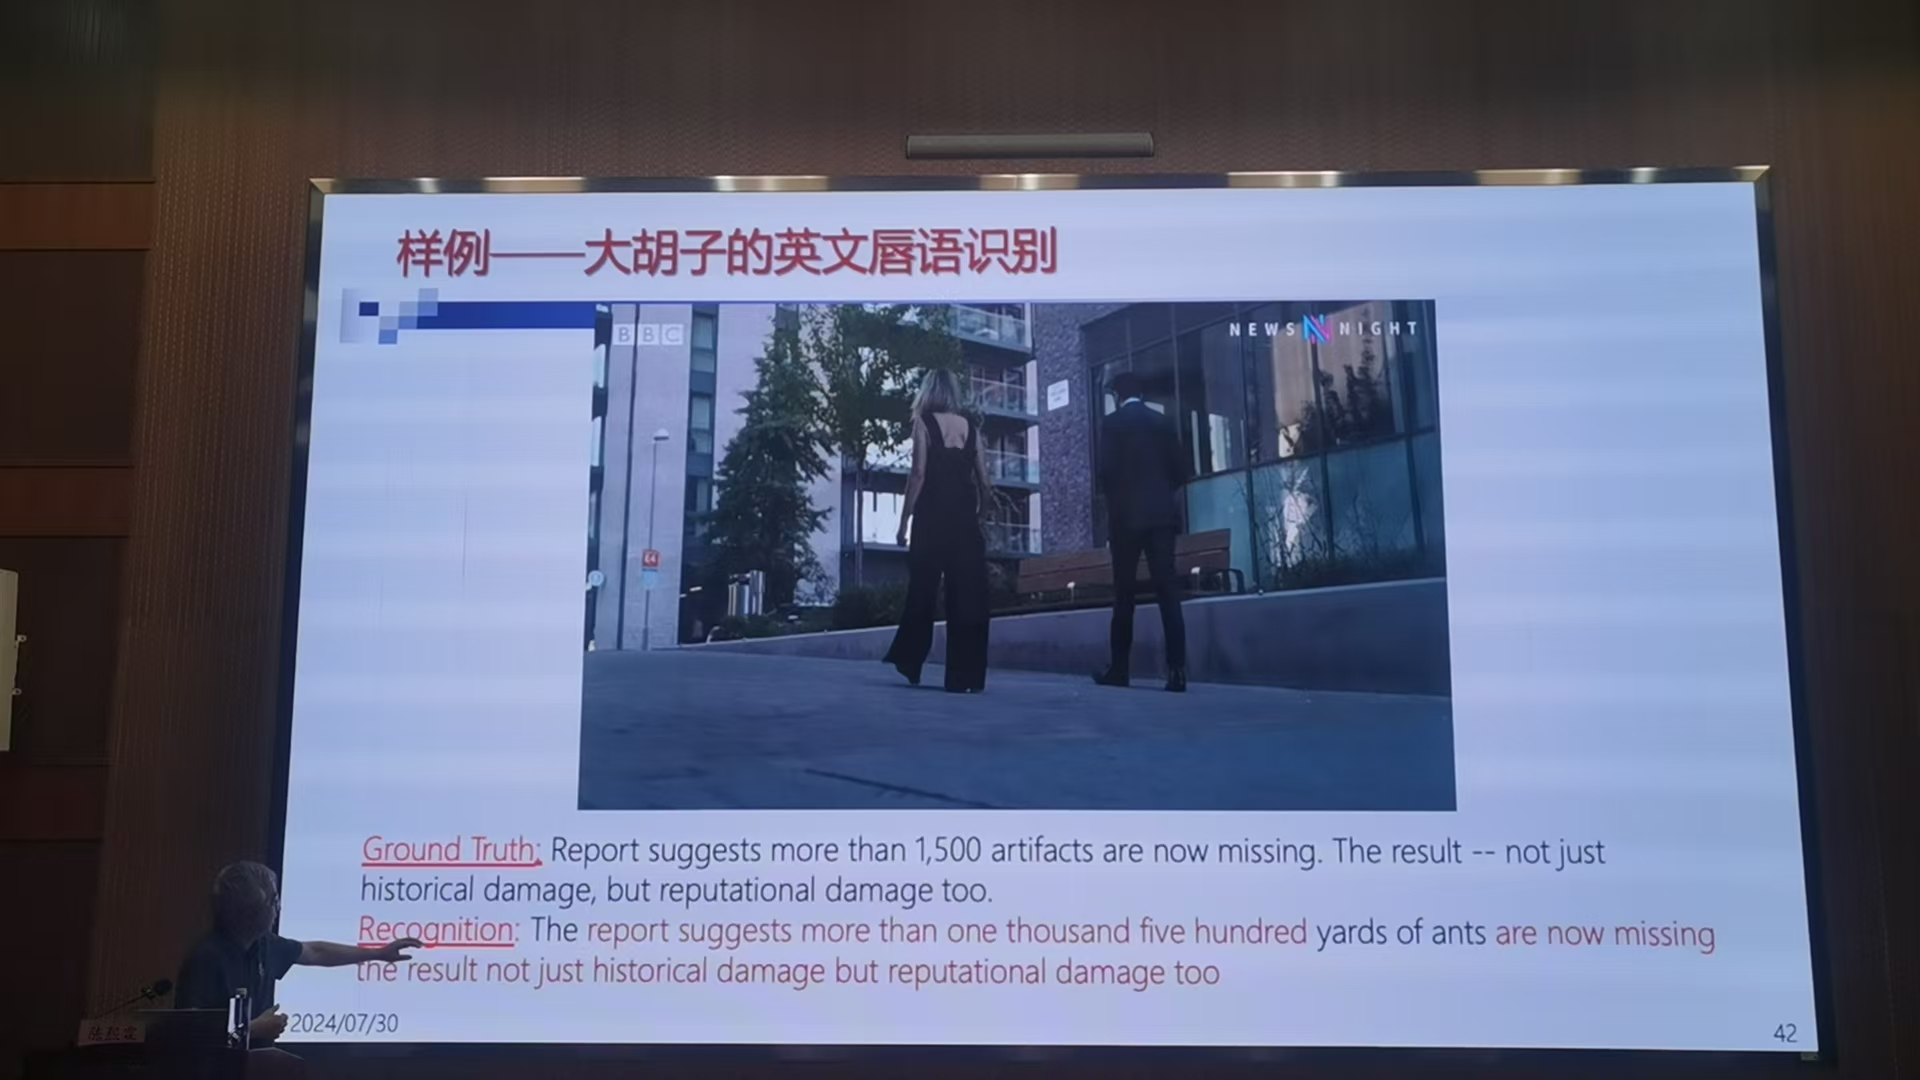 样例——大胡子的英文唇语识别
BBC
NEWS N NIGHT
Ground Truth: Report suggests more than 1,500 artifacts are now missing. The result -- not just
historical damage, but reputational damage too.
Recognition: The report suggests more than one thousand five hundred yards of ants are now missing
the result not just historical damage but reputational damage too
2024/07/30
42